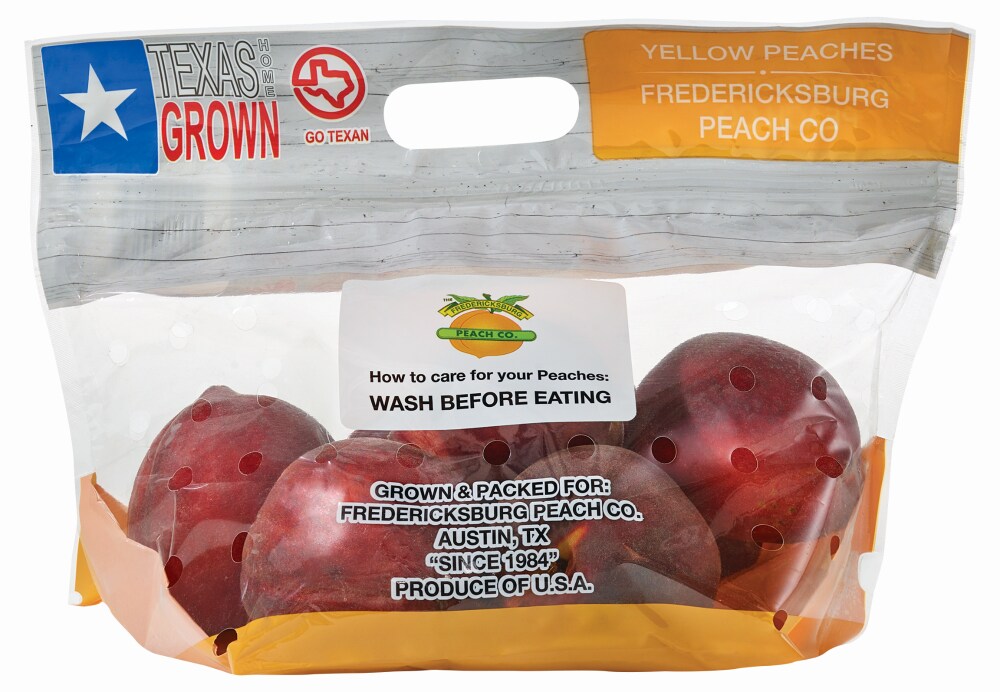 TEXAS
HOME
GROWN
GO TEXAN
YELLOW PEACHES
FREDERICKSBURG
PEACH CO
THE
FREDERICKSBURG
PEACH CO.
How to care for your Peaches:
WASH BEFORE EATING
GROWN & PACKED FOR:
FREDERICKSBURG PEACH CO.
AUSTIN, TX
“SINCE 1984”
PRODUCE OF U.S.A.